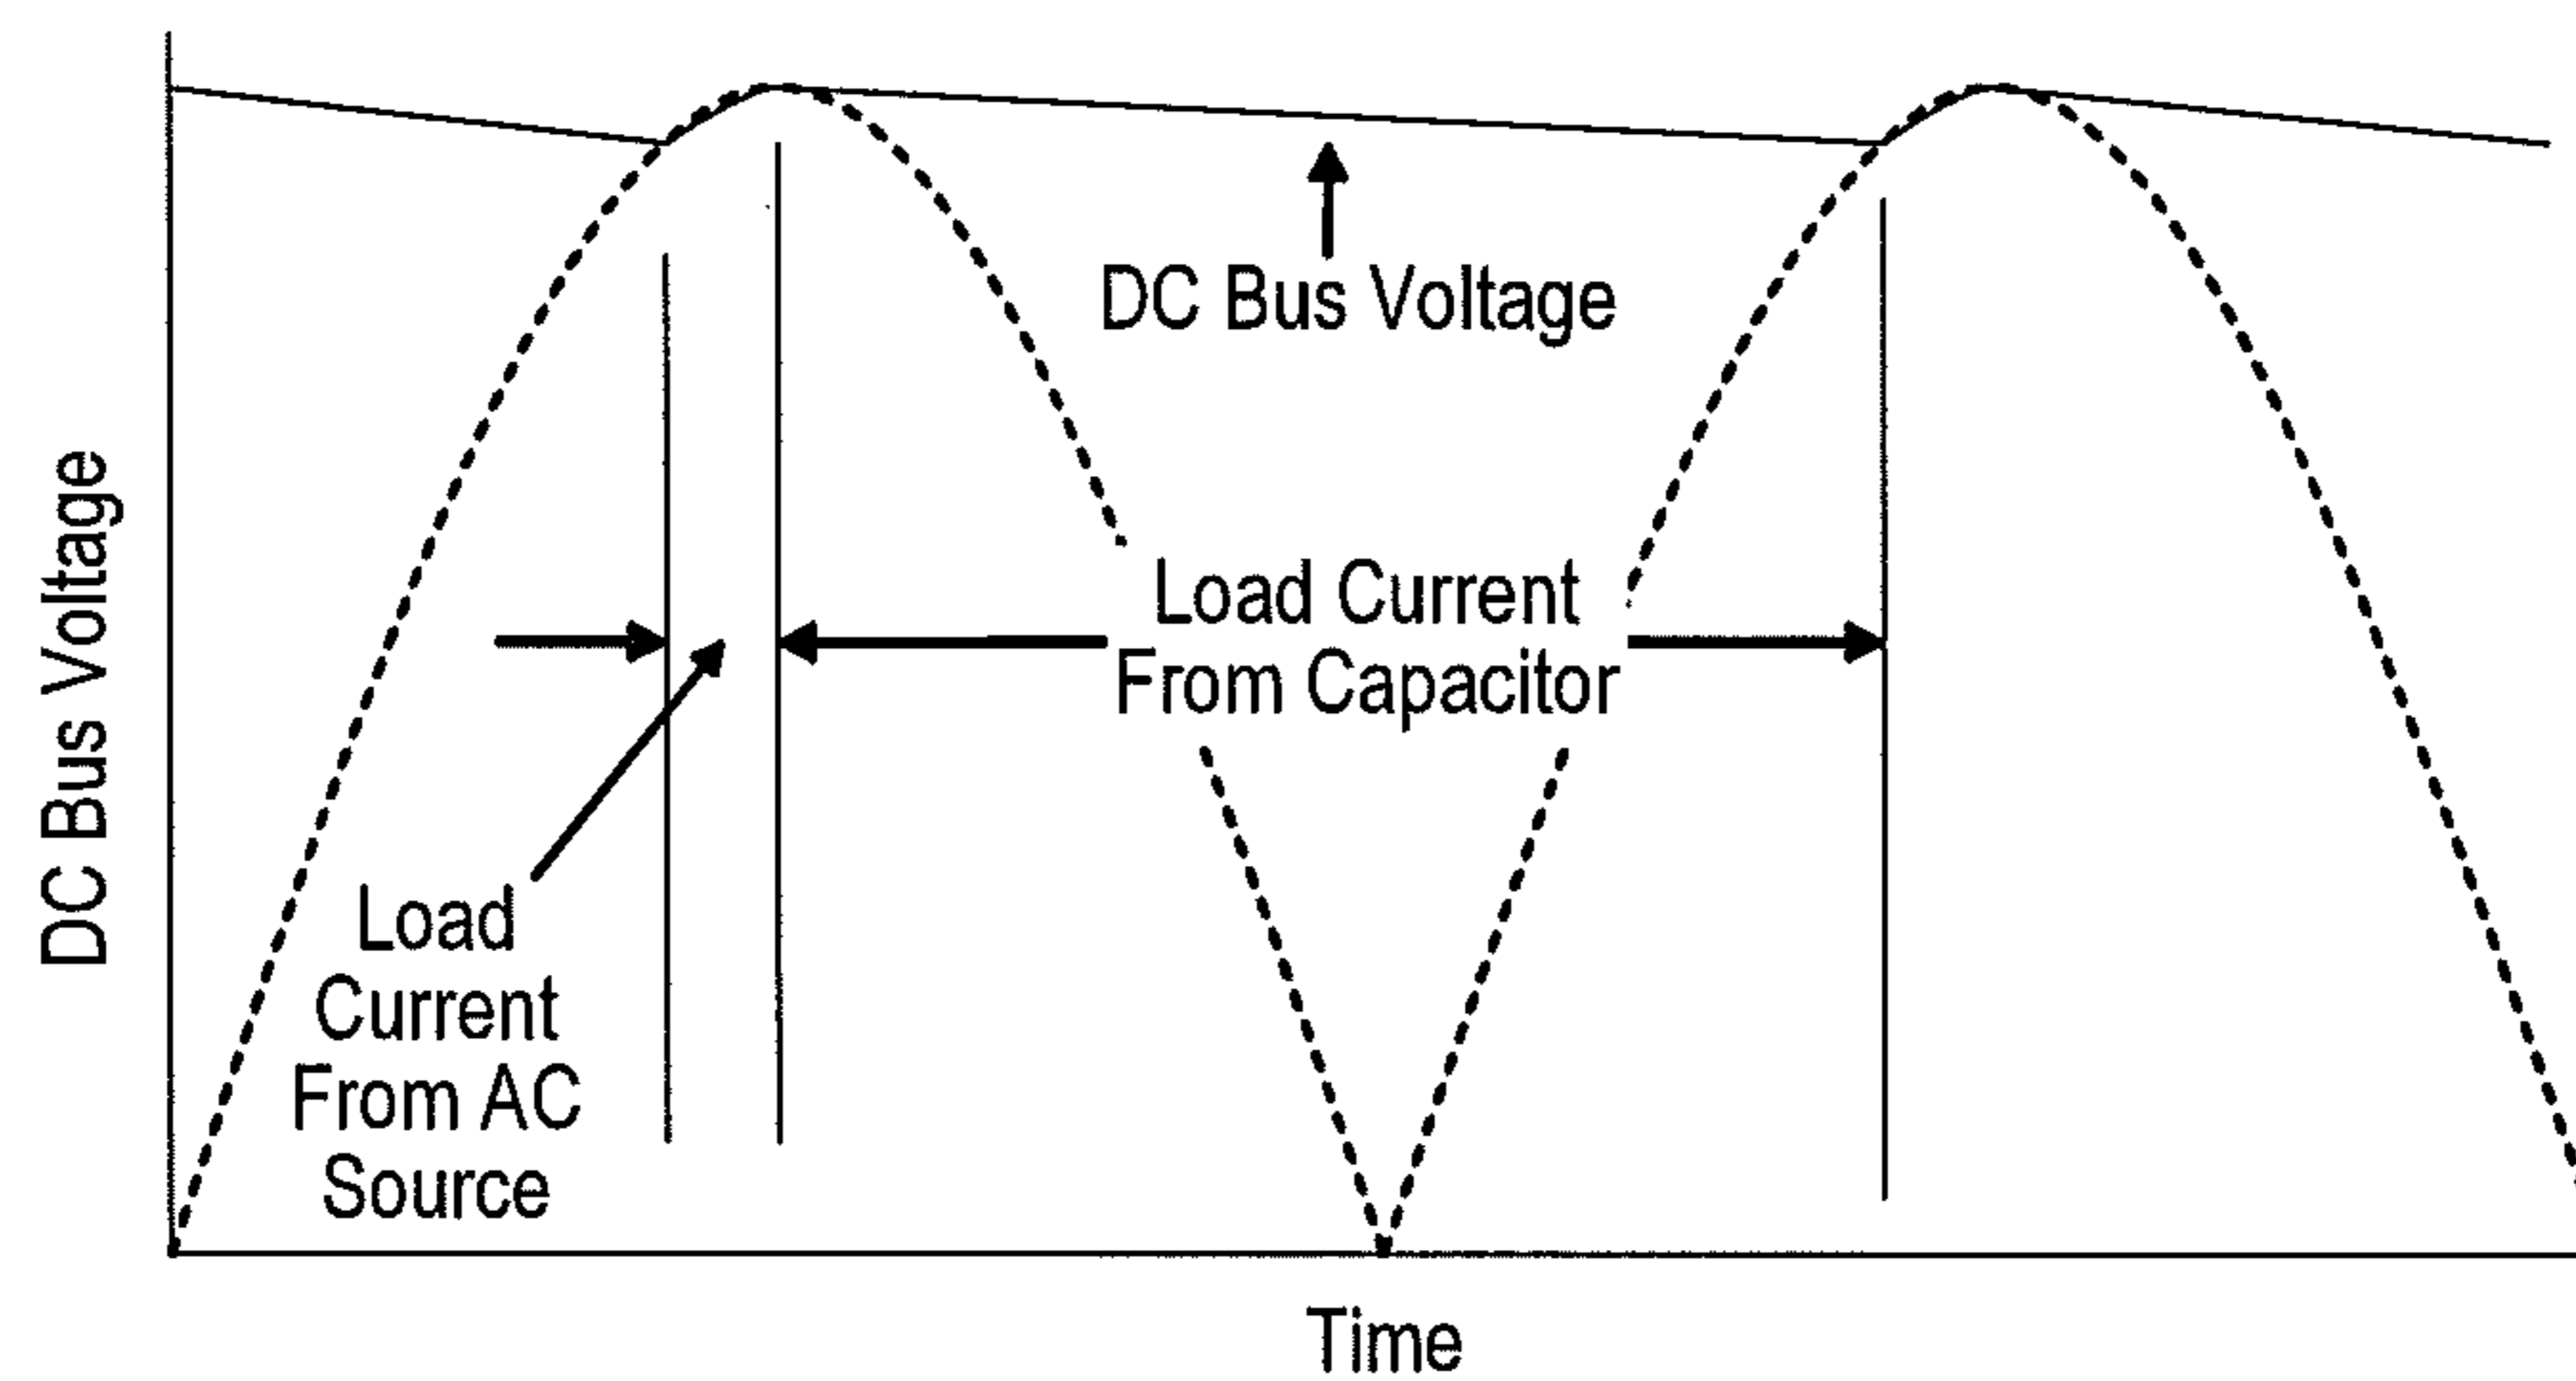 DC Bus Voltage
DC Bus Voltage
Load Current
From Capacitor
Load
Current
From AC
Source
Time